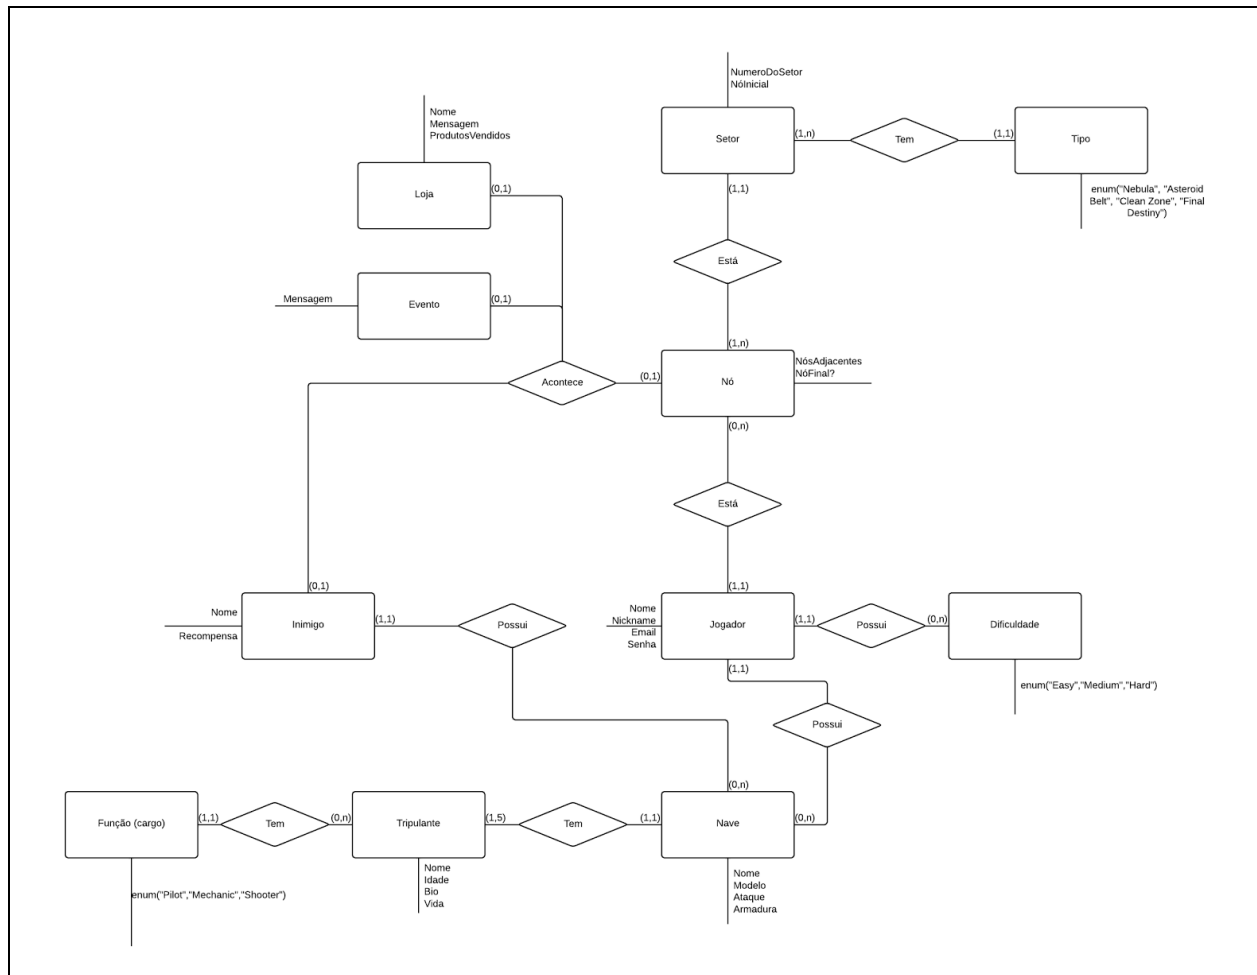 NumeroDoSetor
NóInicial
Nome
Mensagem
ProdutosVendidos
Setor
(1,n)
Tem
(1,1)
Tipo
Loja
(0,1)
(1,1)
enum("Nebula", "Asteroid
Belt", "Clean Zone", "Final
Destiny")
Está
Mensagem
Evento
(0,1)
(1,n)
Acontece
(0,1)
Nó
NósAdjacentes
NóFinal?
(0,n)
Está
(0,1)
(1,1)
Nome
Recompensa
Inimigo
(1,1)
Possui
Nome
Nickname
Email
Senha
Jogador
(1,1)
Possui
(0,n)
Dificuldade
(1,1)
enum("Easy","Medium","Hard")
Possui
(0,n)
Função (cargo)
(1,1)
Tem
(0,n)
Tripulante
(1,5)
Tem
(1,1)
Nave
(0,n)
enum("Pilot","Mechanic","Shooter")
Nome
Idade
Bio
Vida
Nome
Modelo
Ataque
Armadura